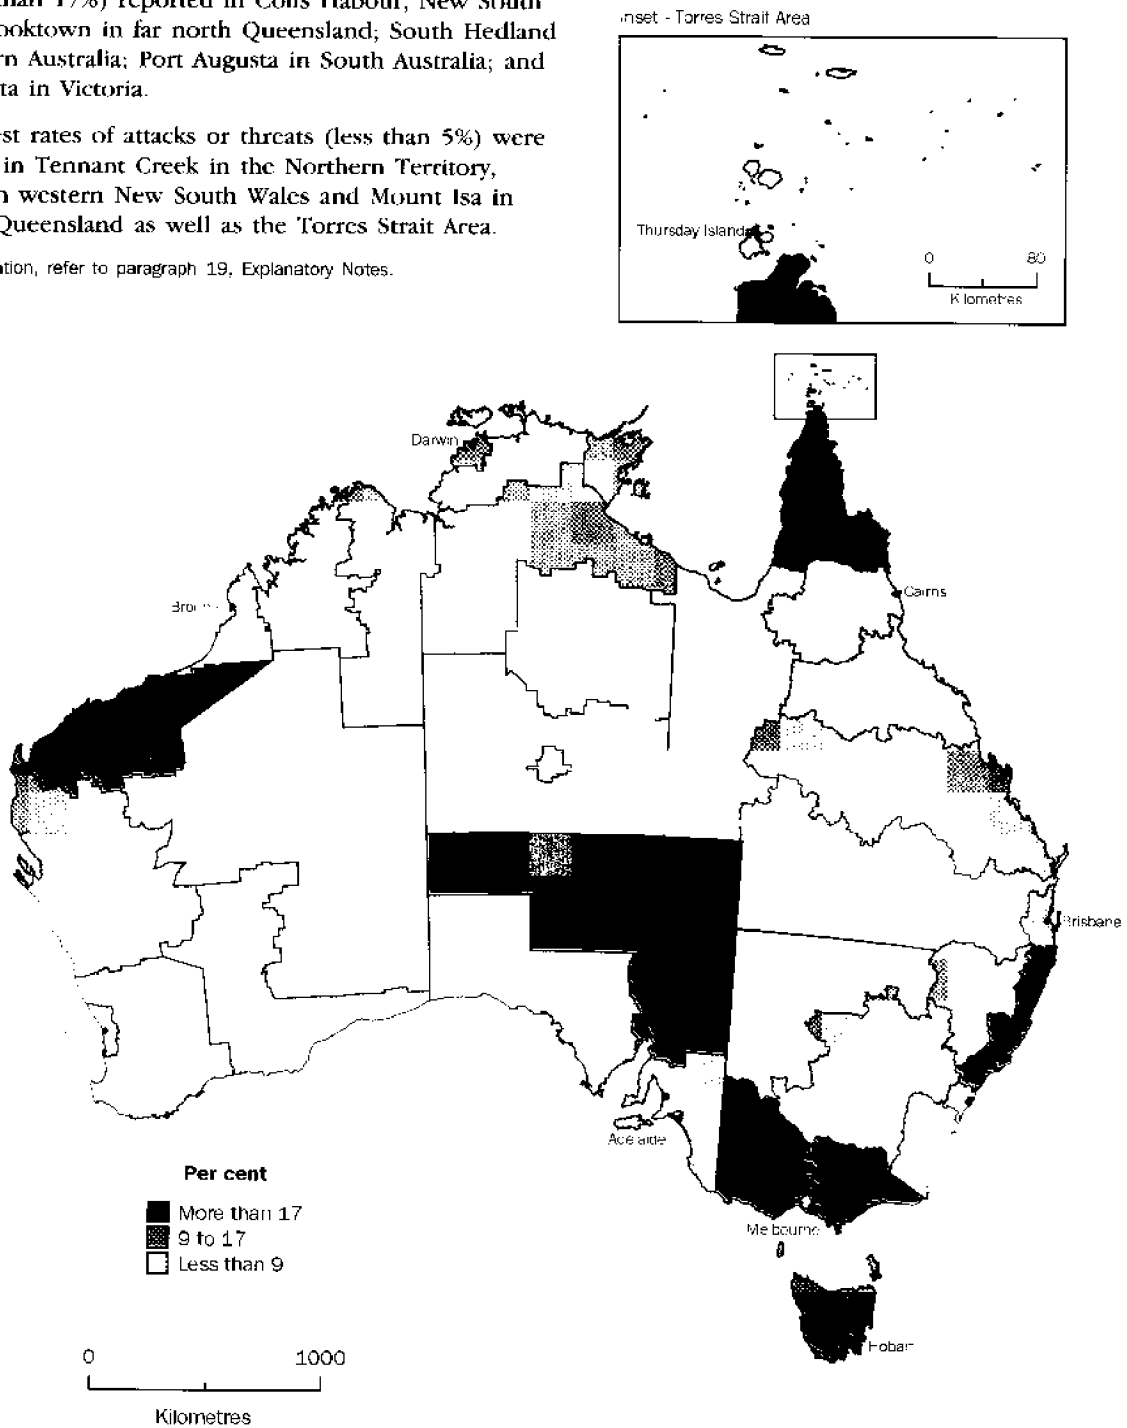 than 17%) reported in Coffs Harbour, New South
ooktown in far north Queensland; South Hedland
rn Australia; Port Augusta in South Australia; and
ta in Victoria.
st rates of attacks or threats (less than 5%) were
in Tennant Creek in the Northern Territory,
n western New South Wales and Mount Isa in
Queensland as well as the Torres Strait Area.
tion, refer to paragraph 19, Explanatory Notes.
nset - Torres Strait Area
Thursday Island
0 80
Kilometres
Darwin
Cairns
Brisbane
Adelaide
Melbourne
Hobart
Per cent
More than 17
9 to 17
Less than 9
0 1000
Kilometres